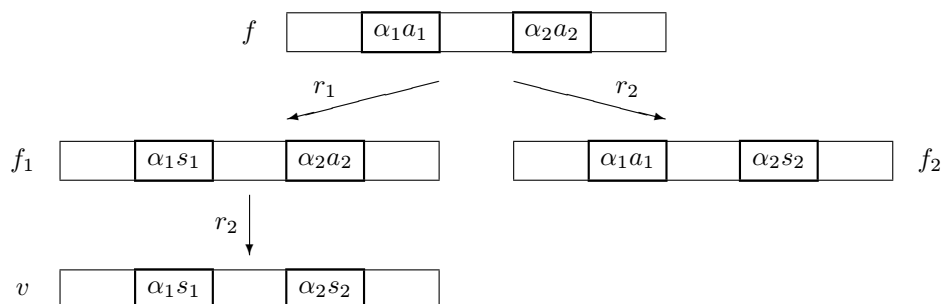 f α₁a₁ α₂a₂
r₁ r₂
f₁ α₁s₁ α₂a₂ α₁a₁ α₂s₂ f₂
r₂
v α₁s₁ α₂s₂